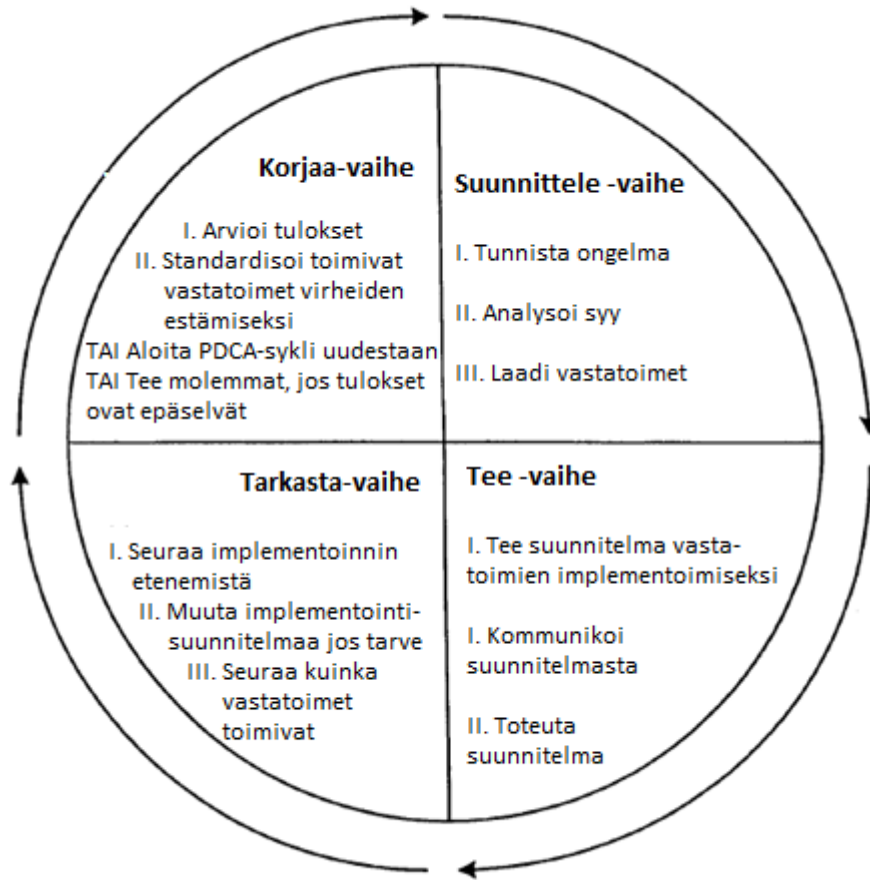 Korjaa-vaihe
I. Arvioi tulokset
II. Standardisoi toimivat
vastatoimet virheiden
estämiseksi
TAI Aloita PDCA-sykli uudestaan
TAI Tee molemmat, jos tulokset
ovat epäselvät
Suunnittele -vaihe
I. Tunnista ongelma
II. Analysoi syy
III. Laadi vastatoimet
Tarkasta-vaihe
I. Seuraa implementoinnin
etenemistä
II. Muuta implementointi-
suunnitelmaa jos tarve
III. Seuraa kuinka
vastatoimet
toimivat
Tee -vaihe
I. Tee suunnitelma vasta-
toimien implementoimiseksi
I. Kommunikoi
suunnitelmasta
II. Toteuta
suunnitelma